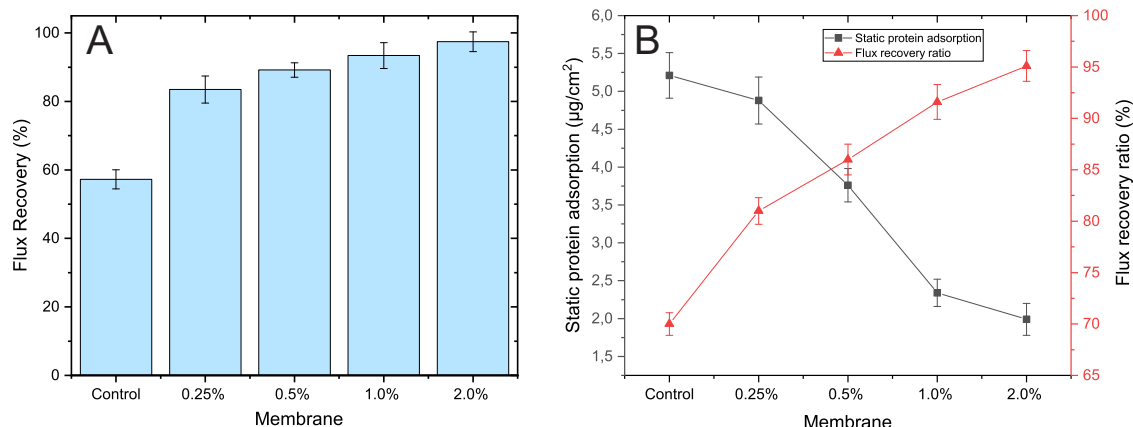 A
Flux Recovery (%)
100
80
60
40
20
0
Control 0.25% 0.5% 1.0% 2.0%
Membrane
B
Static protein adsorption
Flux recovery ratio
Static protein adsorption (µg/cm²)
6,0
5,5
5,0
4,5
4,0
3,5
3,0
2,5
2,0
1,5
Control 0.25% 0.5% 1.0% 2.0%
Membrane
100
95
90
85
80
75
70
65
Flux recovery ratio (%)